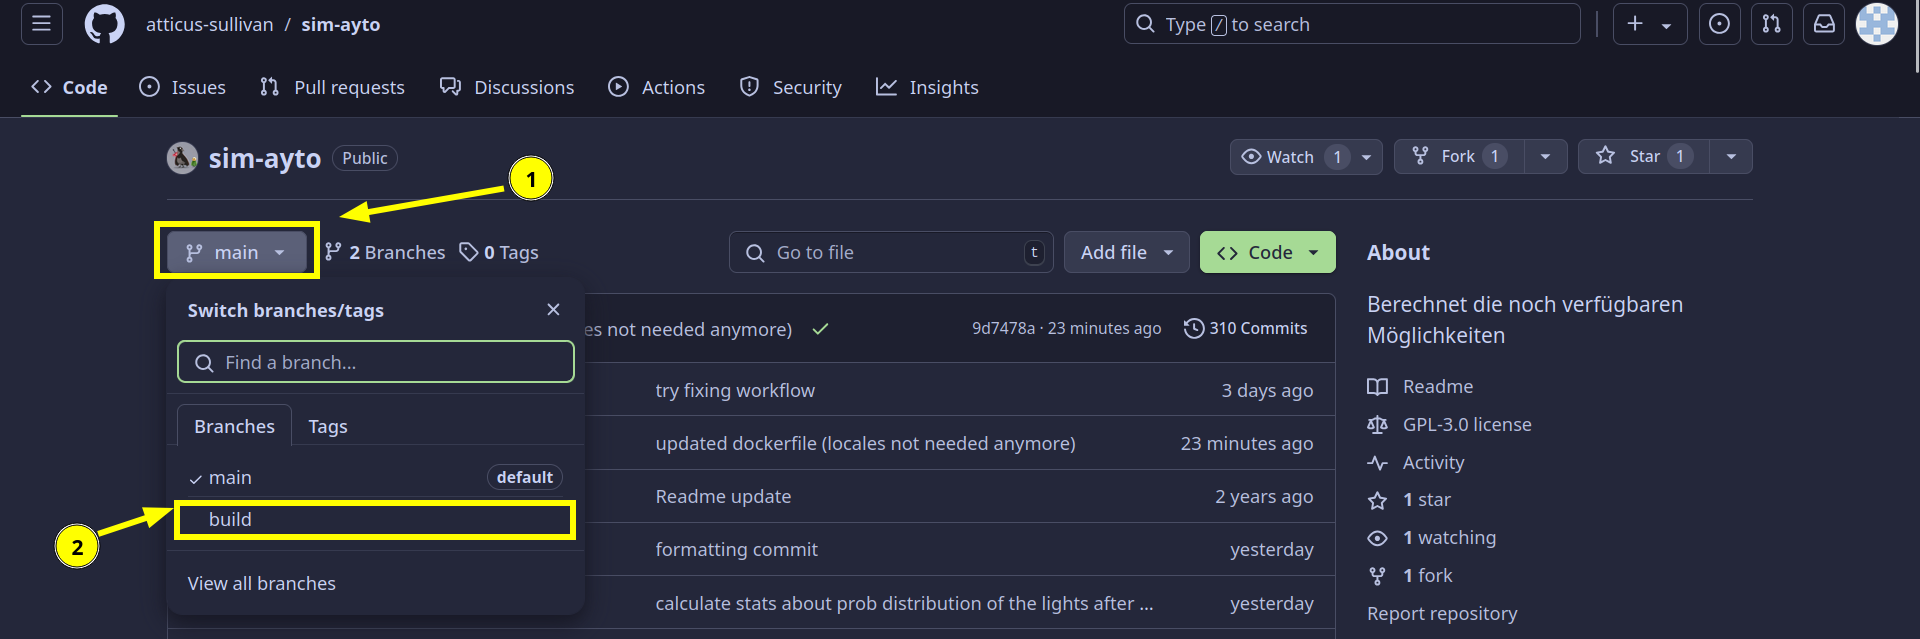 atticus-sullivan / sim-ayto
Type / to search
Code Issues Pull requests Discussions Actions Security Insights
sim-ayto Public
Watch 1 Fork 1 Star 1
1
main 2 Branches 0 Tags
Go to file t Add file Code
Switch branches/tags
Find a branch...
Branches Tags
main default
build
2
View all branches
es not needed anymore) 9d7478a · 23 minutes ago 310 Commits
try fixing workflow 3 days ago
updated dockerfile (locales not needed anymore) 23 minutes ago
Readme update 2 years ago
formatting commit yesterday
calculate stats about prob distribution of the lights after ... yesterday
About
Berechnet die noch verfügbaren
Möglichkeiten
Readme
GPL-3.0 license
Activity
1 star
1 watching
1 fork
Report repository